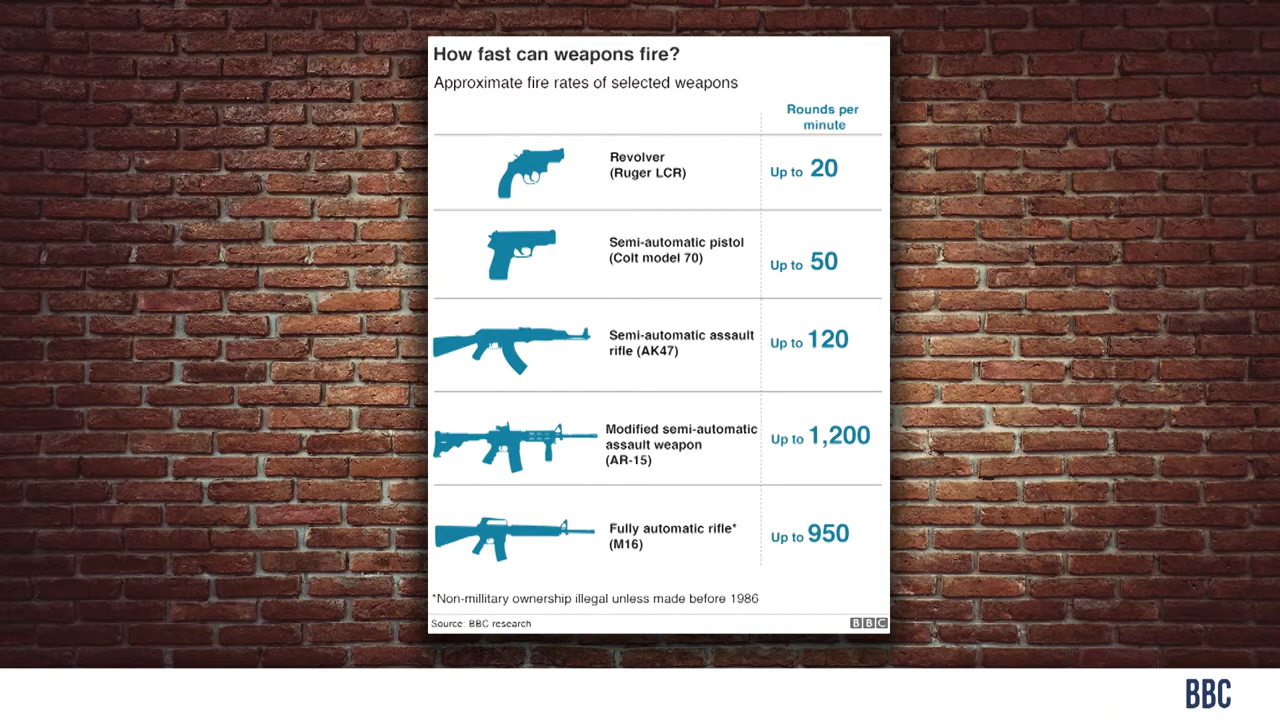 How fast can weapons fire?
Approximate fire rates of selected weapons
Rounds per
minute
Revolver
(Ruger LCR)
Up to 20
Semi-automatic pistol
(Colt model 70)
Up to 50
Semi-automatic assault
rifle (AK47)
Up to 120
Modified semi-automatic
assault weapon
(AR-15)
Up to 1,200
Fully automatic rifle*
(M16)
Up to 950
*Non-millitary ownership illegal unless made before 1986
Source: BBC research
BBC
BBC